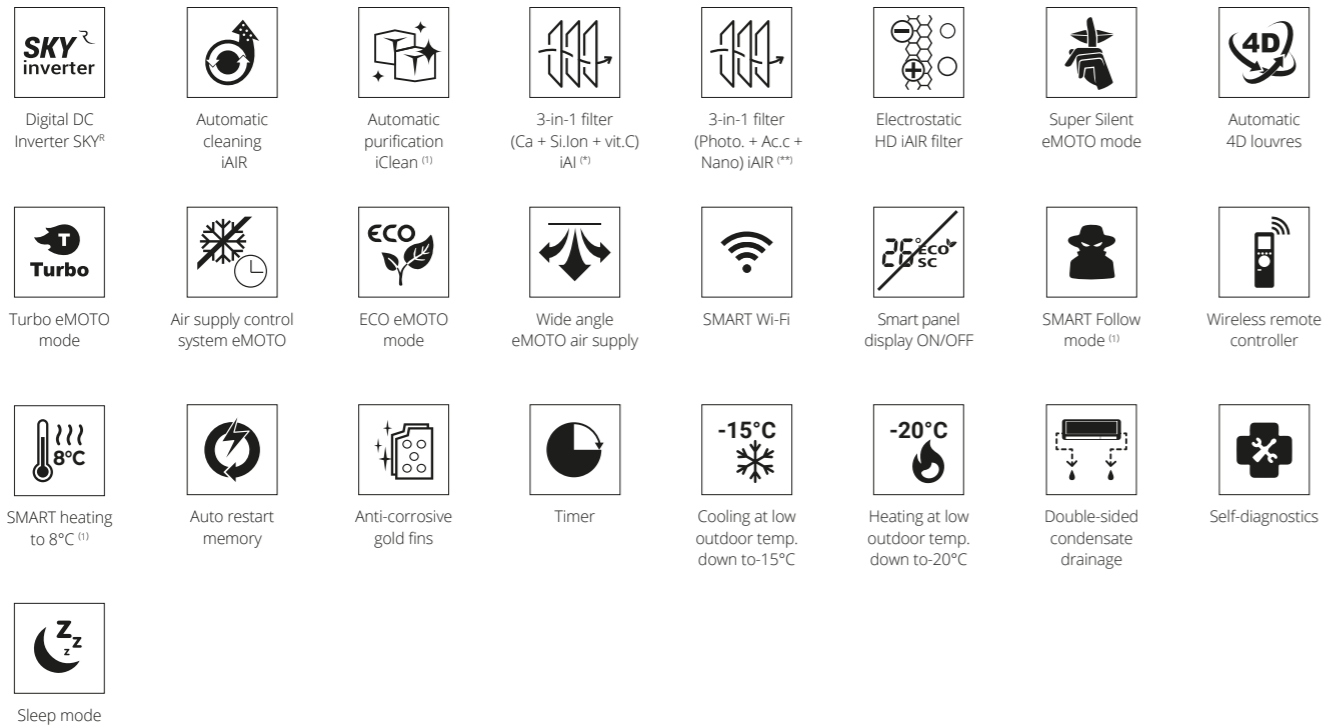 SKY R
inverter
Digital DC
Inverter SKYᴿ
Automatic
cleaning
iAIR
Automatic
purification
iClean (1)
3-in-1 filter
(Ca + Si.Ion + vit.C)
iAI (*)
3-in-1 filter
(Photo. + Ac.c +
Nano) iAIR (**)
Electrostatic
HD iAIR filter
Super Silent
eMOTO mode
4D
Automatic
4D louvres
T
Turbo
Turbo eMOTO
mode
Air supply control
system eMOTO
ECO
ECO eMOTO
mode
Wide angle
eMOTO air supply
SMART Wi-Fi
26° ECO
SC
Smart panel
display ON/OFF
SMART Follow
mode (1)
Wireless remote
controller
8°C
SMART heating
to 8°C (1)
Auto restart
memory
Anti-corrosive
gold fins
Timer
-15°C
Cooling at low
outdoor temp.
down to-15°C
-20°C
Heating at low
outdoor temp.
down to-20°C
Double-sided
condensate
drainage
Self-diagnostics
Z z z
Sleep mode